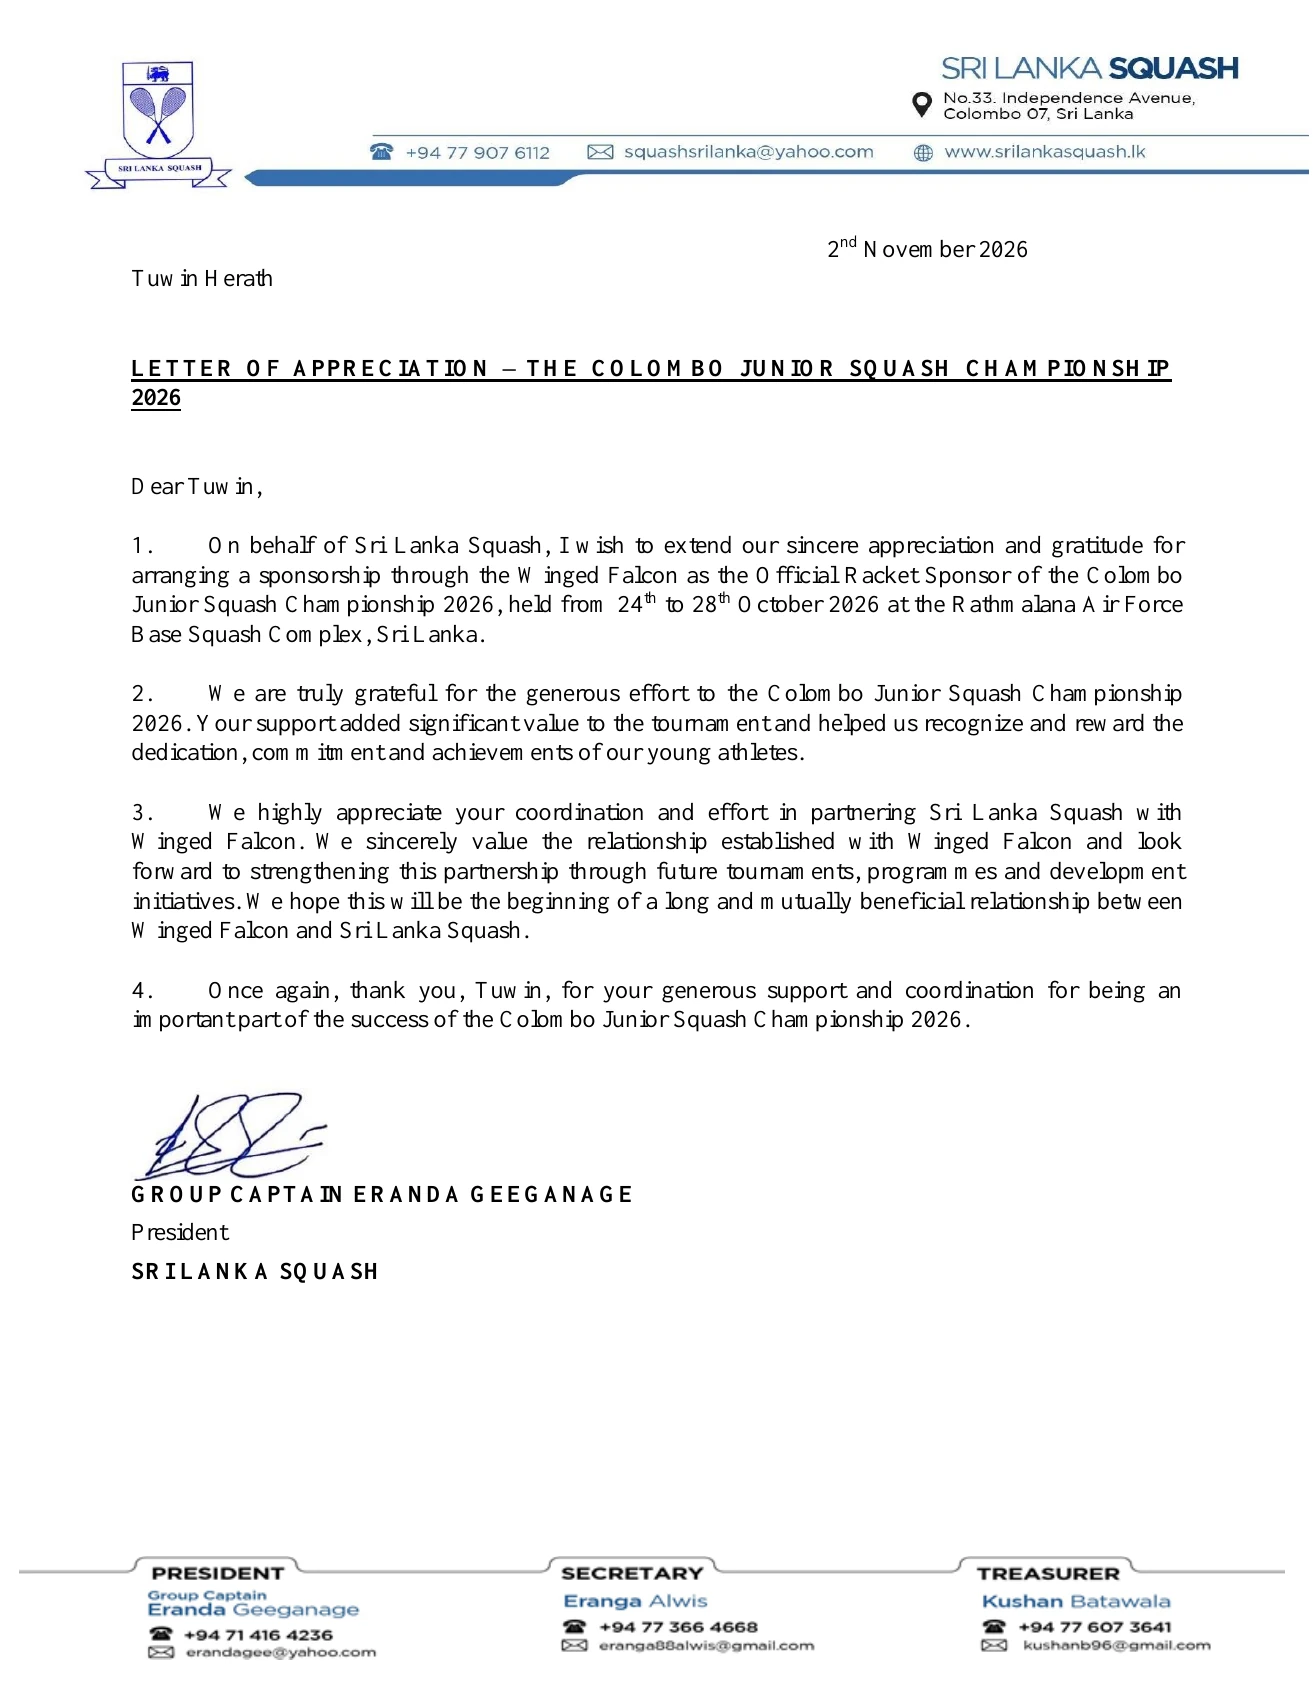 SRI LANKA SQUASH
No.33. Independence Avenue,
Colombo 07, Sri Lanka
+94 77 907 6112 squashsrilanka@yahoo.com www.srilankasquash.lk
SRI LANKA SQUASH
2nd November 2026
Tuwin Herath
LETTER OF APPRECIATION – THE COLOMBO JUNIOR SQUASH CHAMPIONSHIP
2026
Dear Tuwin,
1. On behalf of Sri Lanka Squash, I wish to extend our sincere appreciation and gratitude for
arranging a sponsorship through the Winged Falcon as the Official Racket Sponsor of the Colombo
Junior Squash Championship 2026, held from 24th to 28th October 2026 at the Rathmalana Air Force
Base Squash Complex, Sri Lanka.
2. We are truly grateful for the generous effort to the Colombo Junior Squash Championship
2026. Your support added significant value to the tournament and helped us recognize and reward the
dedication, commitment and achievements of our young athletes.
3. We highly appreciate your coordination and effort in partnering Sri Lanka Squash with
Winged Falcon. We sincerely value the relationship established with Winged Falcon and look
forward to strengthening this partnership through future tournaments, programmes and development
initiatives. We hope this will be the beginning of a long and mutually beneficial relationship between
Winged Falcon and Sri Lanka Squash.
4. Once again, thank you, Tuwin, for your generous support and coordination for being an
important part of the success of the Colombo Junior Squash Championship 2026.
GROUP CAPTAIN ERANDA GEEGANAGE
President
SRI LANKA SQUASH
PRESIDENT
Group Captain
Eranda Geeganage
+94 71 416 4236
erandagee@yahoo.com
SECRETARY
Eranga Alwis
+94 77 366 4668
eranga88alwis@gmail.com
TREASURER
Kushan Batawala
+94 77 607 3641
kushanb96@gmail.com